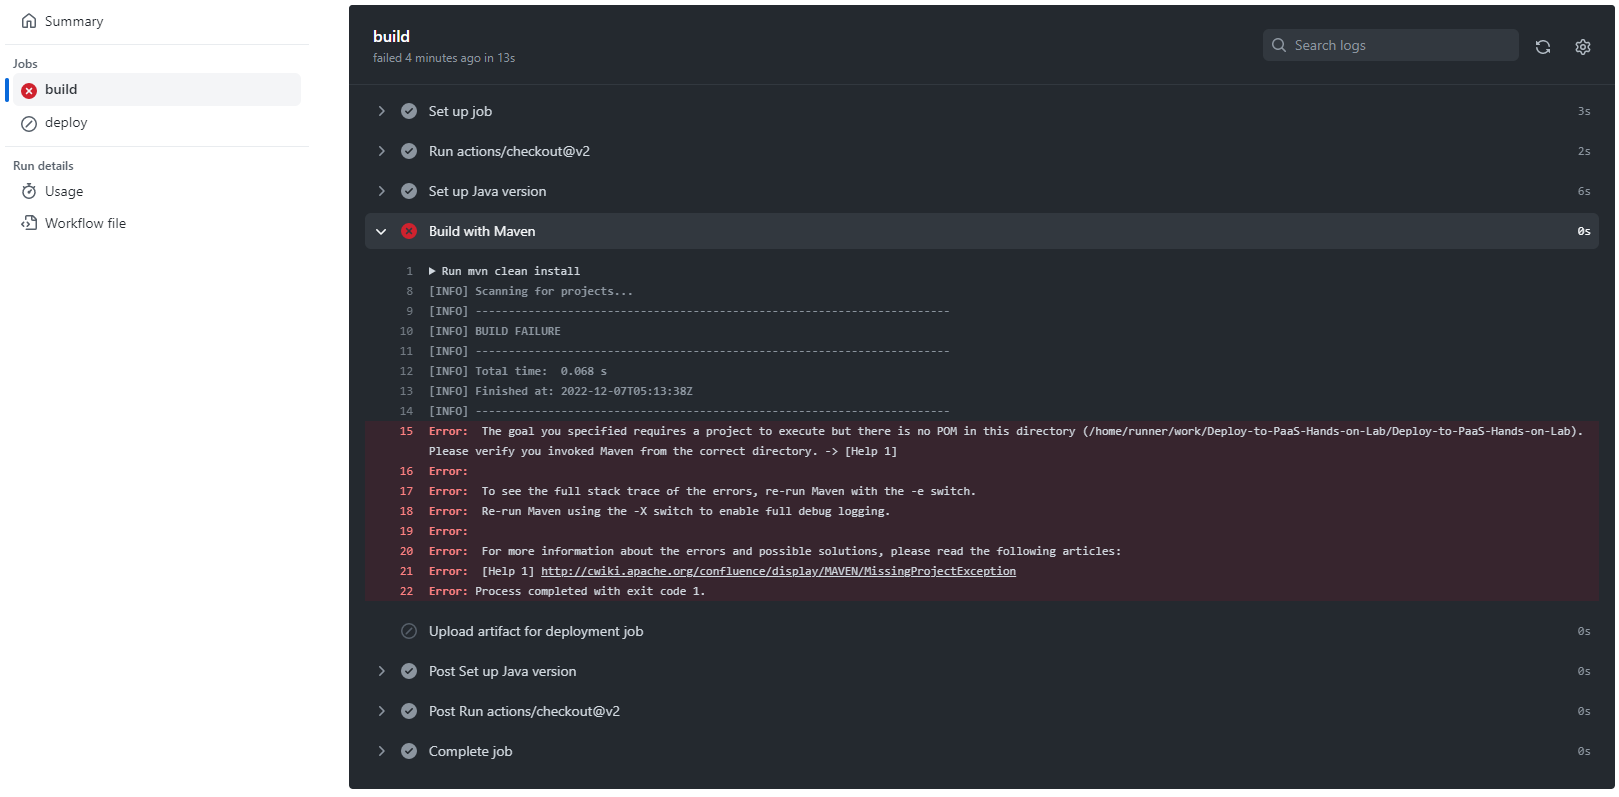 Summary
Jobs
build
deploy
Run details
Usage
Workflow file
build
failed 4 minutes ago in 13s
Search logs
Set up job 3s
Run actions/checkout@v2 2s
Set up Java version 6s
Build with Maven 0s
1 Run mvn clean install
8 [INFO] Scanning for projects...
9 [INFO] ------------------------------------------------------------------------
10 [INFO] BUILD FAILURE
11 [INFO] ------------------------------------------------------------------------
12 [INFO] Total time:  0.068 s
13 [INFO] Finished at: 2022-12-07T05:13:38Z
14 [INFO] ------------------------------------------------------------------------
15 Error:  The goal you specified requires a project to execute but there is no POM in this directory (/home/runner/work/Deploy-to-PaaS-Hands-on-Lab/Deploy-to-PaaS-Hands-on-Lab).
Please verify you invoked Maven from the correct directory. -> [Help 1]
16 Error:
17 Error:  To see the full stack trace of the errors, re-run Maven with the -e switch.
18 Error:  Re-run Maven using the -X switch to enable full debug logging.
19 Error:
20 Error:  For more information about the errors and possible solutions, please read the following articles:
21 Error:  [Help 1] http://cwiki.apache.org/confluence/display/MAVEN/MissingProjectException
22 Error: Process completed with exit code 1.
Upload artifact for deployment job 0s
Post Set up Java version 0s
Post Run actions/checkout@v2 0s
Complete job 0s